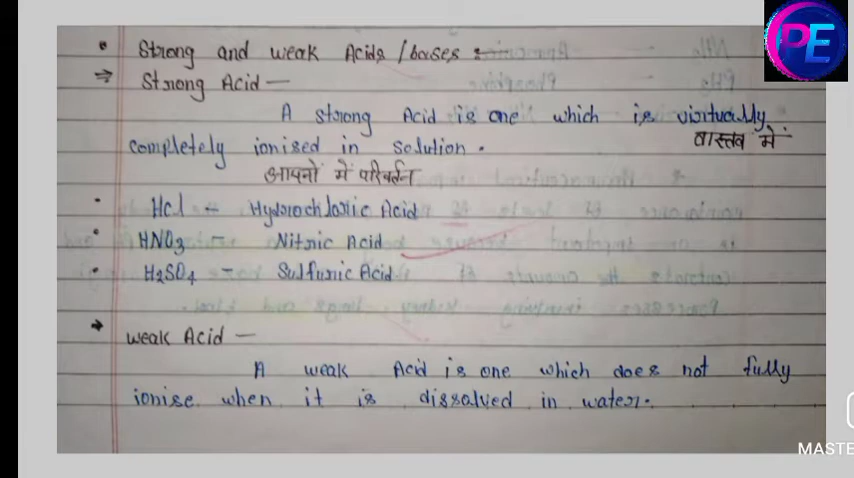 PE
• Strong and weak Acids/bases :-
⇒ Strong Acid —
A strong Acid is one which is virtually
वास्तव में
completely ionised in solution.
आयनों में परिवर्तन
• HCl – Hydrochloric Acid
• HNO3 – Nitric Acid
• H2SO4 – Sulfuric Acid
→ weak Acid —
A weak Acid is one which does not fully
ionise when it is dissolved in water.
MASTE